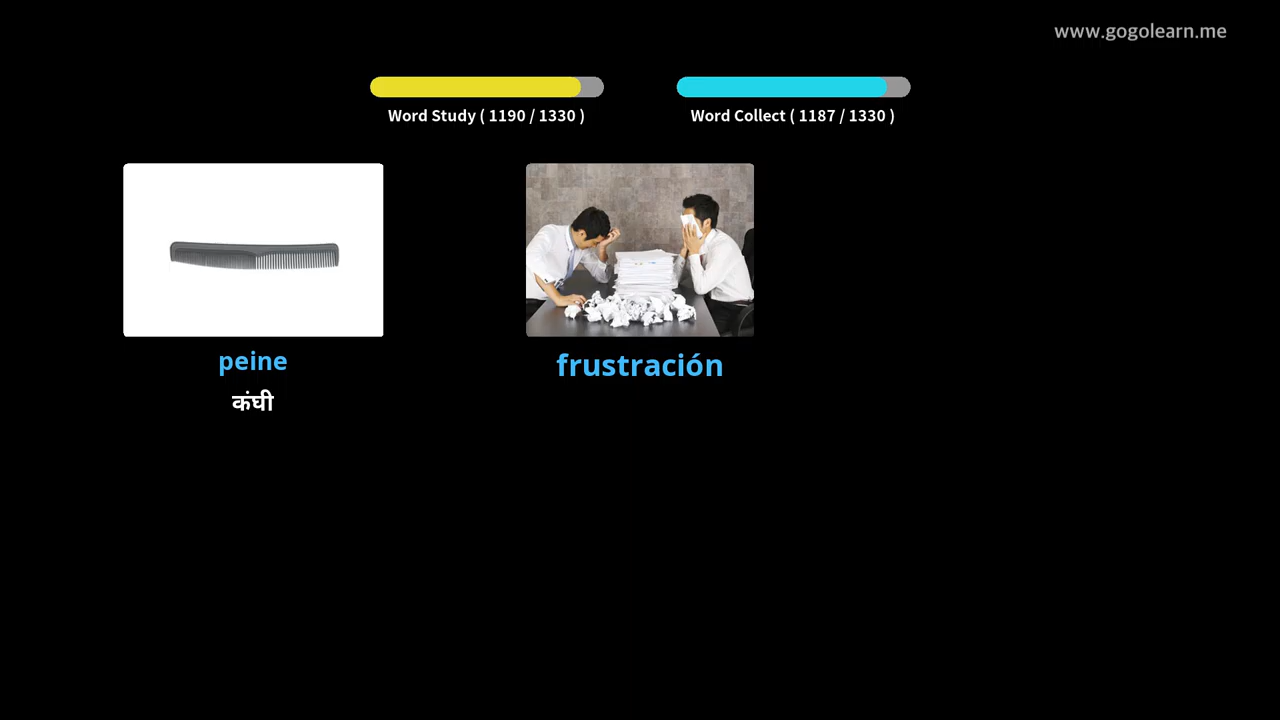 www.gogolearn.me
Word Study ( 1190 / 1330 )
Word Collect ( 1187 / 1330 )
peine
कंघी
frustración